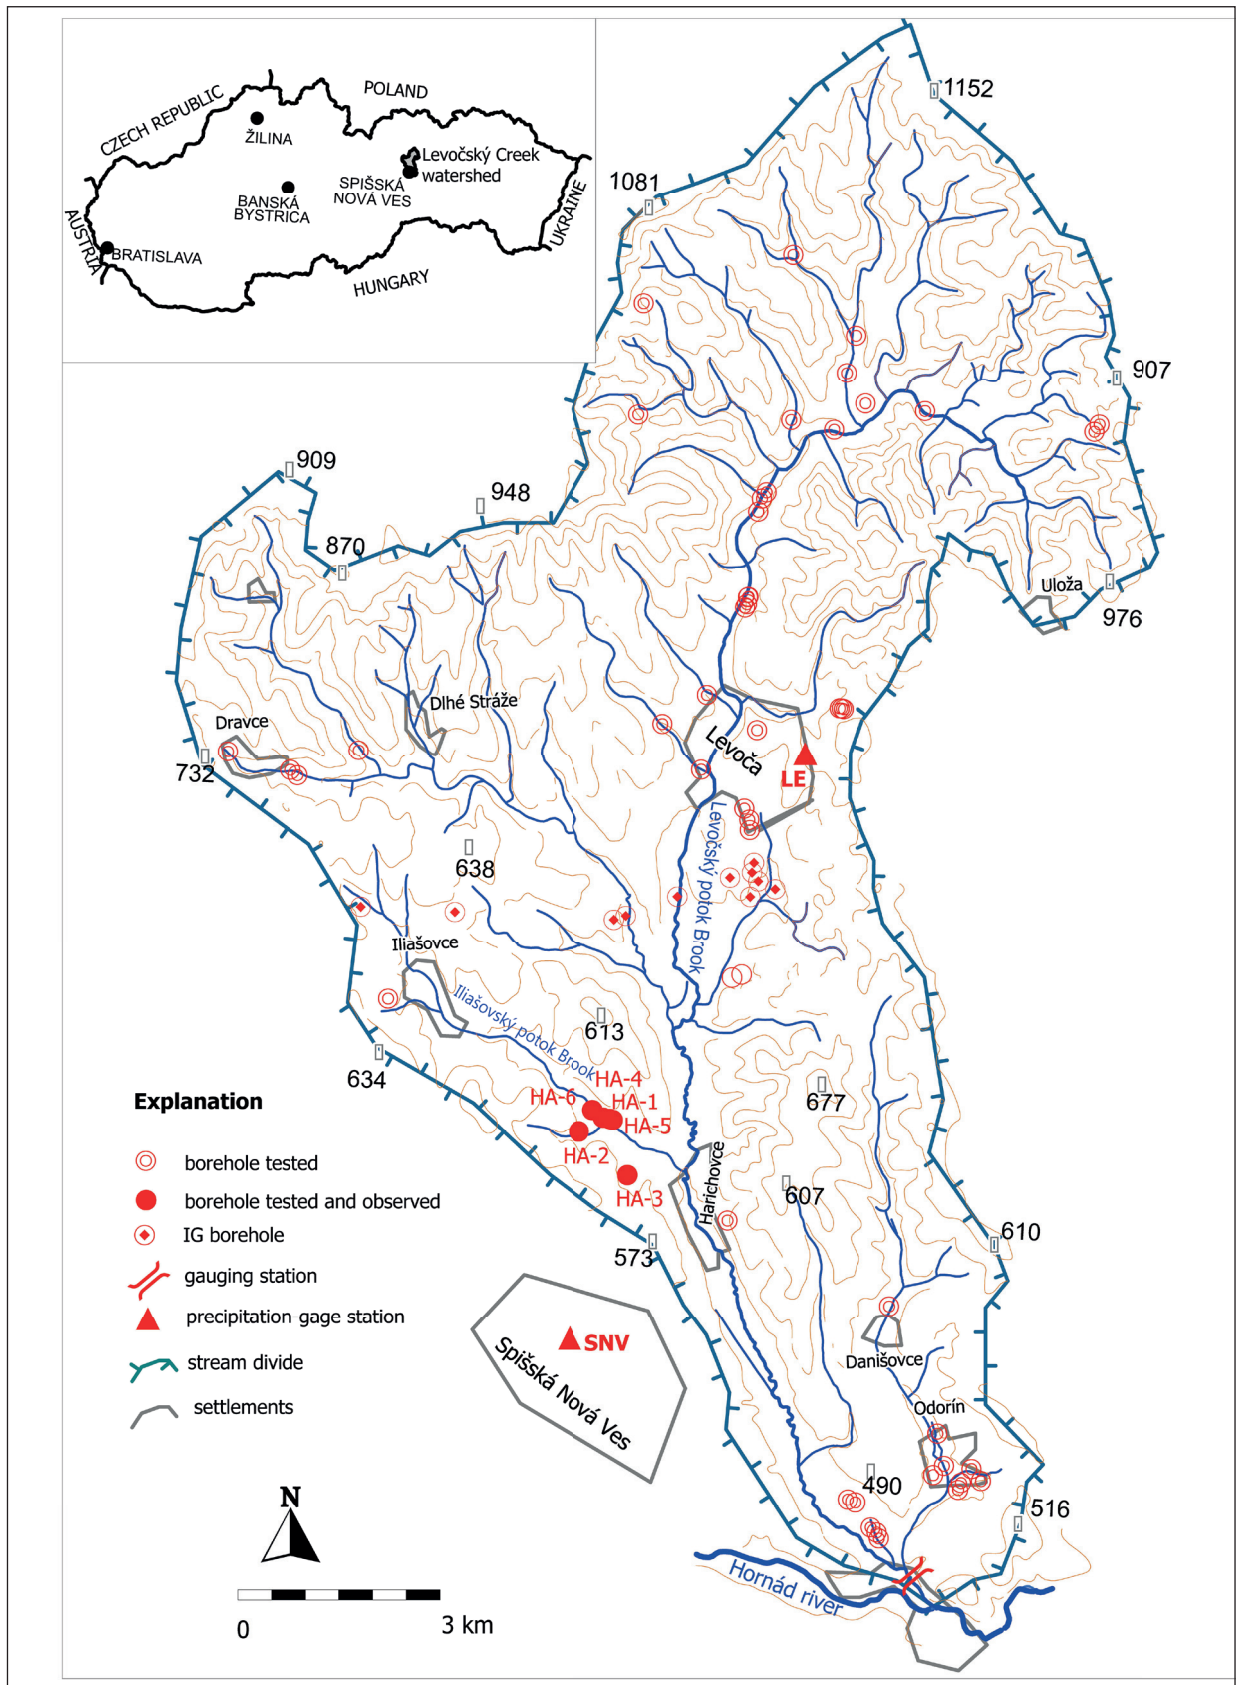 CZECH REPUBLIC
POLAND
ŽILINA
Levočský Creek
watershed
SPIŠSKÁ
NOVÁ VES
BANSKÁ
BYSTRICA
UKRAINE
AUSTRIA
BRATISLAVA
HUNGARY
1152
1081
907
909
948
870
Uloža
976
Dlhé Stráže
Dravce
732
Levoča
LE
Levočský potok Brook
638
Iliašovce
Iliašovský potok Brook
613
634
HA-4
HA-6
HA-1
HA-5
HA-2
HA-3
677
Harichovce
607
610
573
Explanation
borehole tested
borehole tested and observed
IG borehole
gauging station
precipitation gage station
stream divide
settlements
SNV
Spišská Nová Ves
Danišovce
Odorín
490
516
N
Hornád river
0
3 km